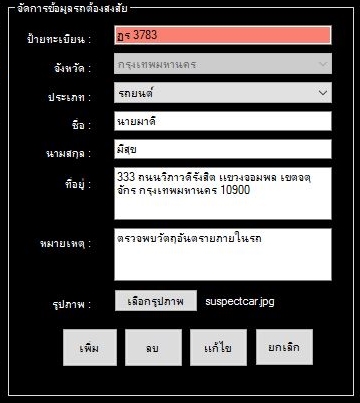 จัดการข้อมูลรถต้องสงสัย
ป้ายทะเบียน : ฎร 3783
จังหวัด : กรุงเทพมหานคร
ประเภท : รถยนต์
ชื่อ : นายมาดี
นามสกุล : มีสุข
ที่อยู่ : 333 ถนนวิภาวดีรังสิต แขวงจอมพล เขตจตุ
จักร กรุงเทพมหานคร 10900
หมายเหตุ : ตรวจพบวัตถุอันตรายภายในรถ
รูปภาพ : เลือกรูปภาพ suspectcar.jpg
เพิ่ม ลบ แก้ไข ยกเลิก